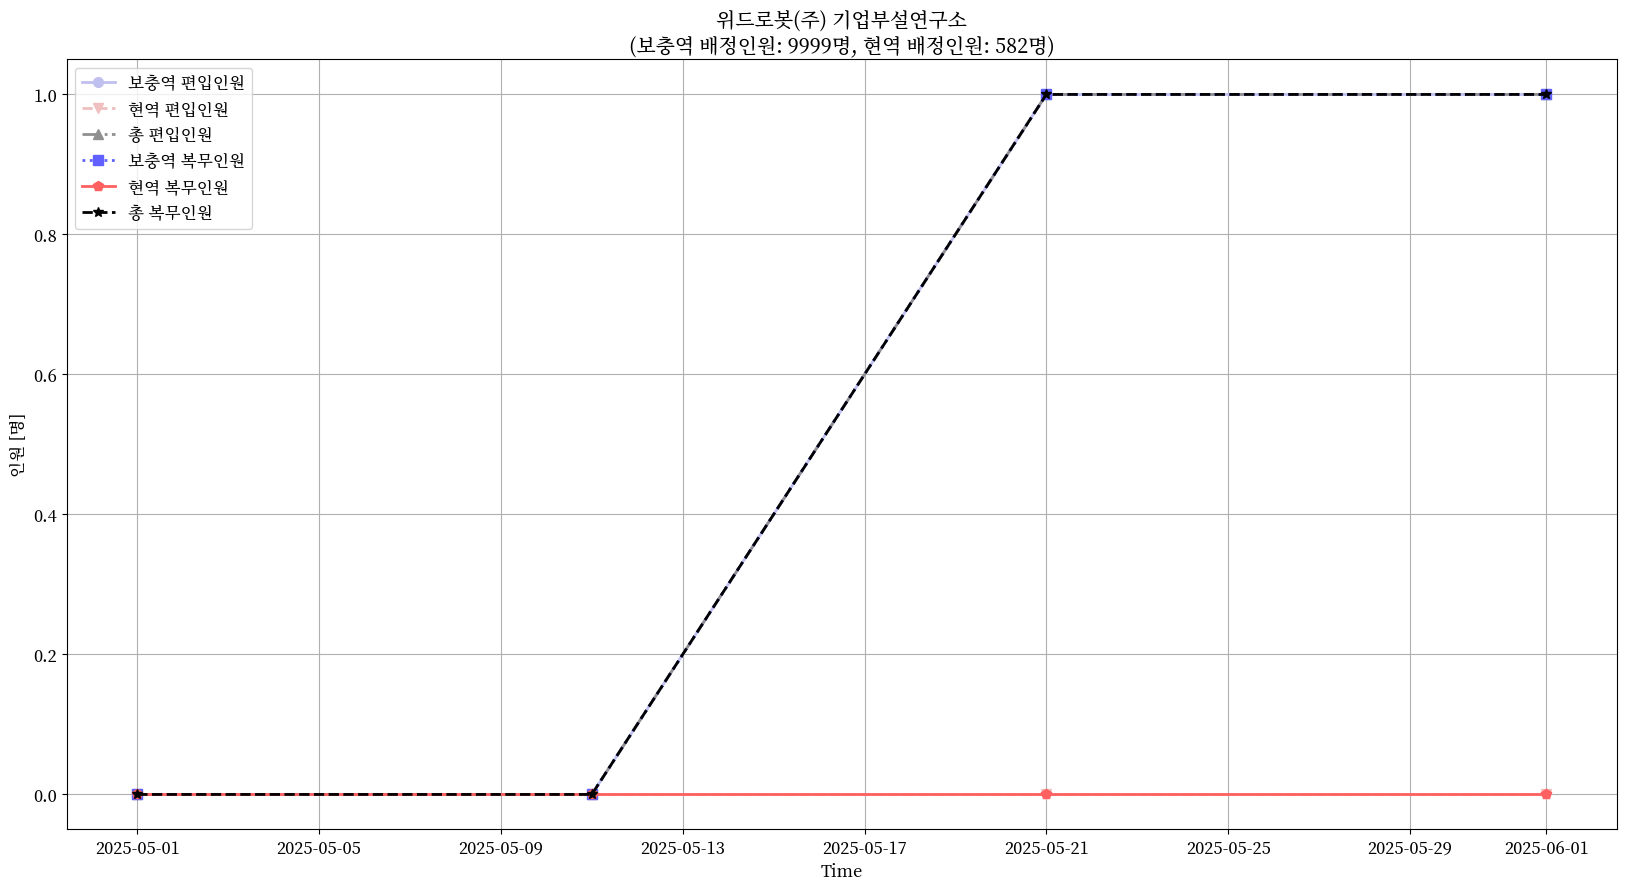 위드로봇(주) 기업부설연구소
(보충역 배정인원: 9999명, 현역 배정인원: 582명)
보충역 편입인원
현역 편입인원
총 편입인원
보충역 복무인원
현역 복무인원
총 복무인원
1.0
0.8
0.6
0.4
0.2
0.0
인원 [명]
2025-05-01
2025-05-05
2025-05-09
2025-05-13
2025-05-17
2025-05-21
2025-05-25
2025-05-29
2025-06-01
Time